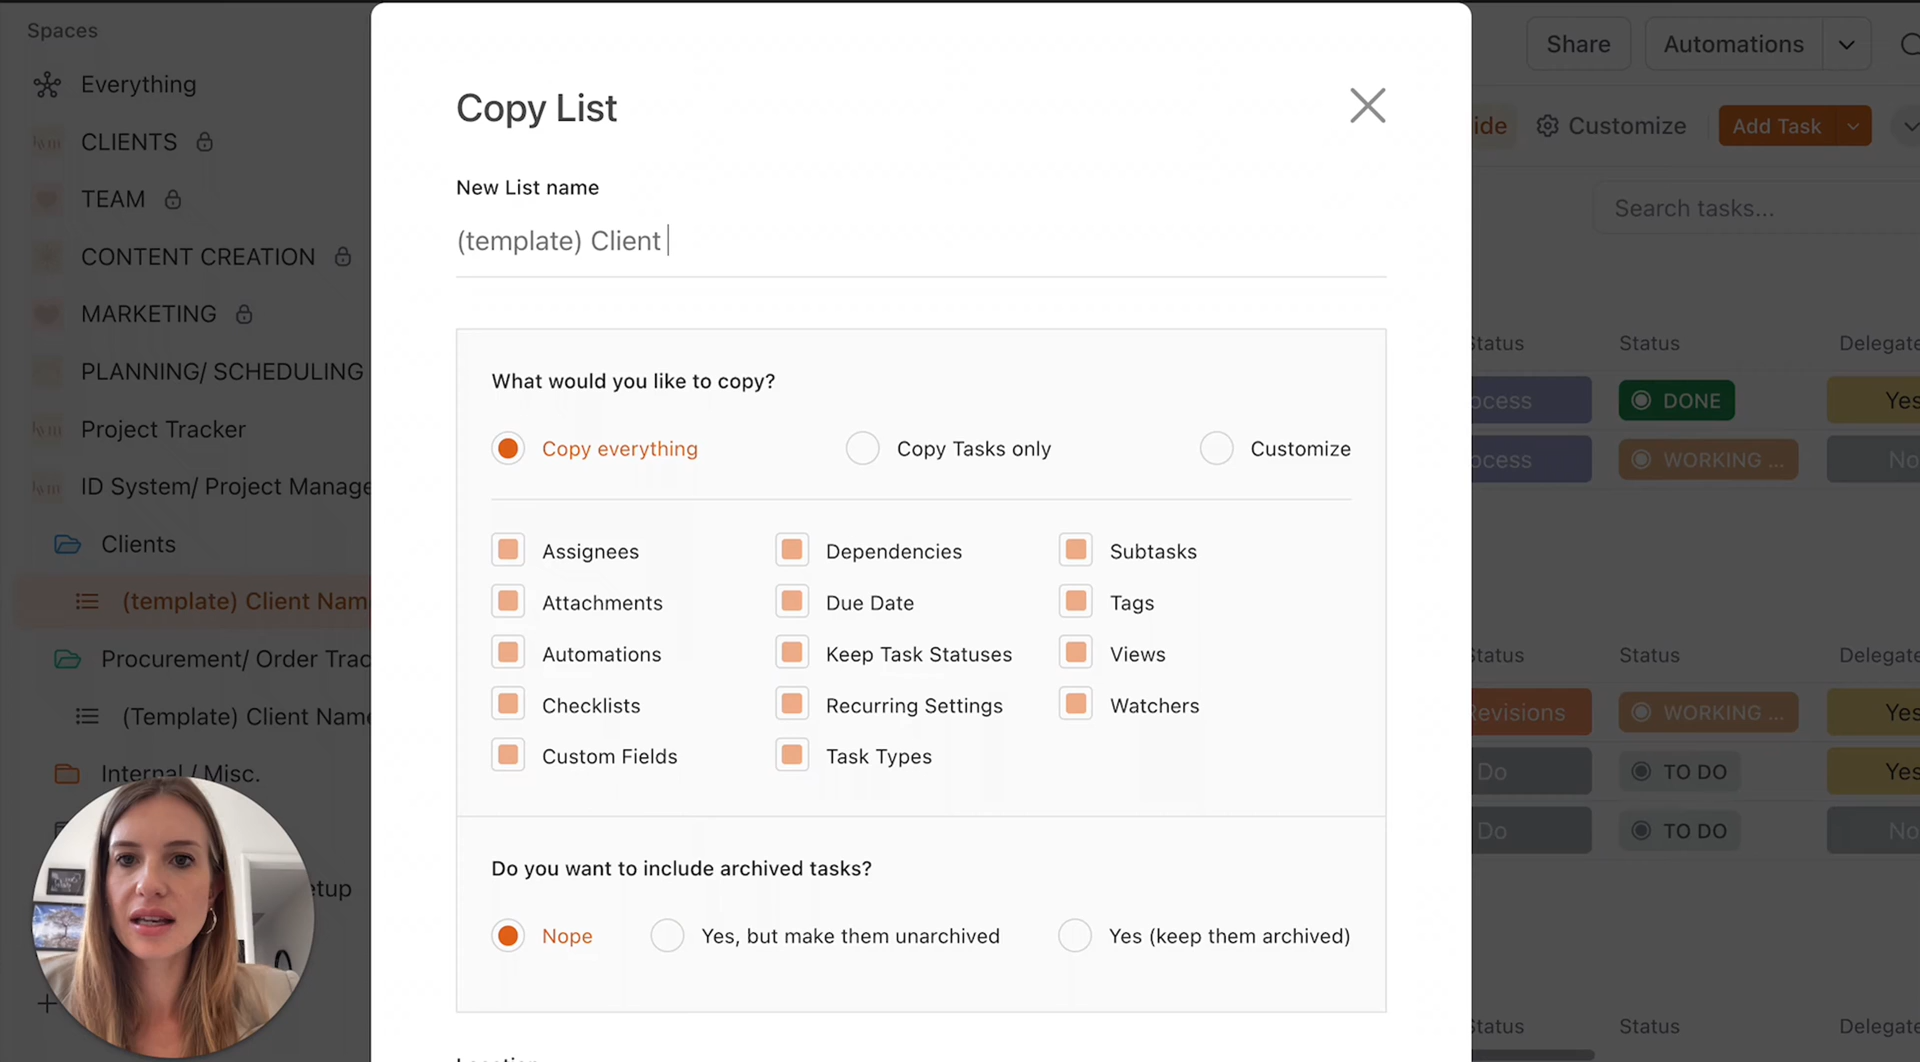 Spaces
Everything
CLIENTS
TEAM
CONTENT CREATION
MARKETING
PLANNING/ SCHEDULING
Project Tracker
ID System/ Project Manage
Clients
(template) Client Nam
Procurement/ Order Trac
(Template) Client Name
Internal / Misc.
etup
Copy List
New List name
(template) Client
What would you like to copy?
Copy everything
Copy Tasks only
Customize
Assignees
Dependencies
Subtasks
Attachments
Due Date
Tags
Automations
Keep Task Statuses
Views
Checklists
Recurring Settings
Watchers
Custom Fields
Task Types
Do you want to include archived tasks?
Nope
Yes, but make them unarchived
Yes (keep them archived)
Share
Automations
ide
Customize
Add Task
Search tasks...
Status
Status
Delegate
ocess
DONE
Yes
ocess
WORKING ...
No
Status
Status
Delegate
Revisions
WORKING ...
Yes
Do
TO DO
Yes
Do
TO DO
No
Status
Status
Delegate